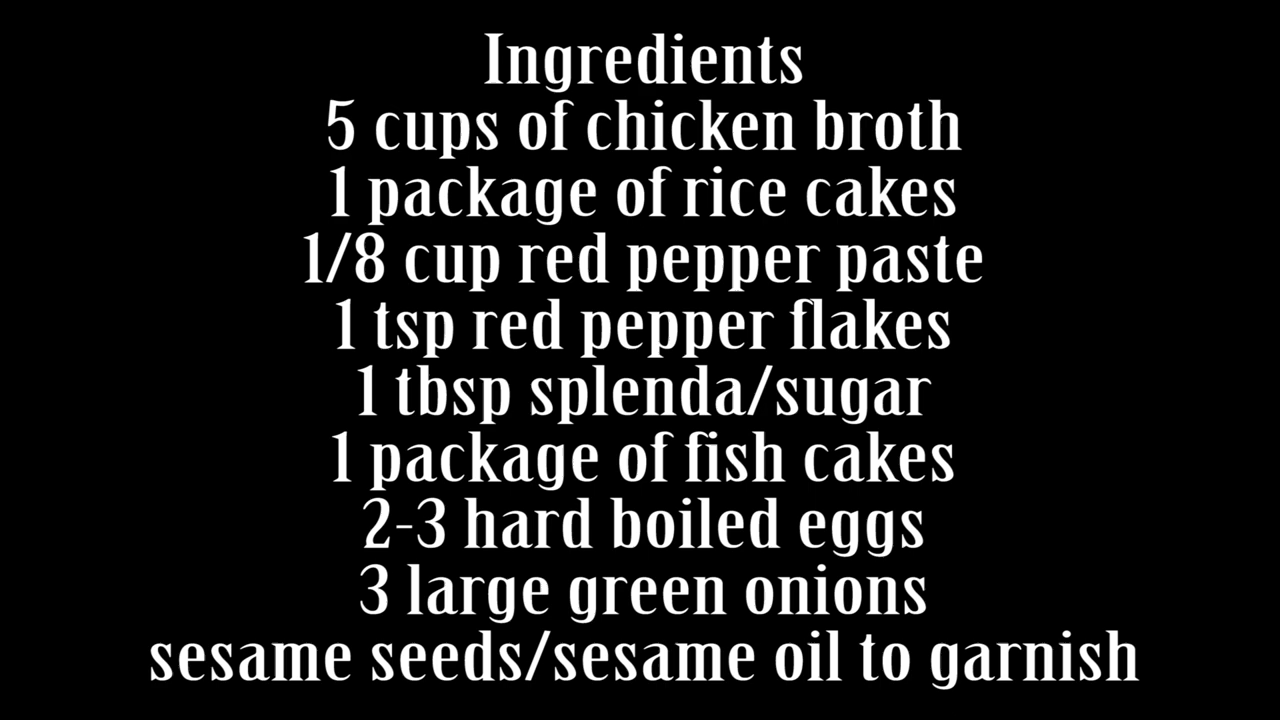 Ingredients
5 cups of chicken broth
1 package of rice cakes
1/8 cup red pepper paste
1 tsp red pepper flakes
1 tbsp splenda/sugar
1 package of fish cakes
2-3 hard boiled eggs
3 large green onions
sesame seeds/sesame oil to garnish